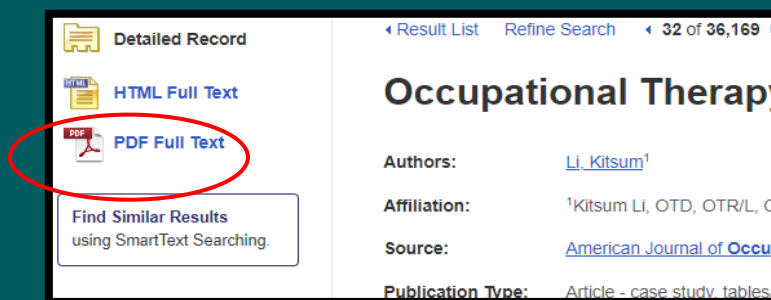 Detailed Record
HTML Full Text
PDF Full Text
Find Similar Results
using SmartText Searching.
Result List Refine Search 32 of 36,169
Occupational Therapy
Authors: Li, Kitsum1
Affiliation: 1Kitsum Li, OTD, OTR/L,
Source: American Journal of Occu
Publication Type: Article - case study, tables